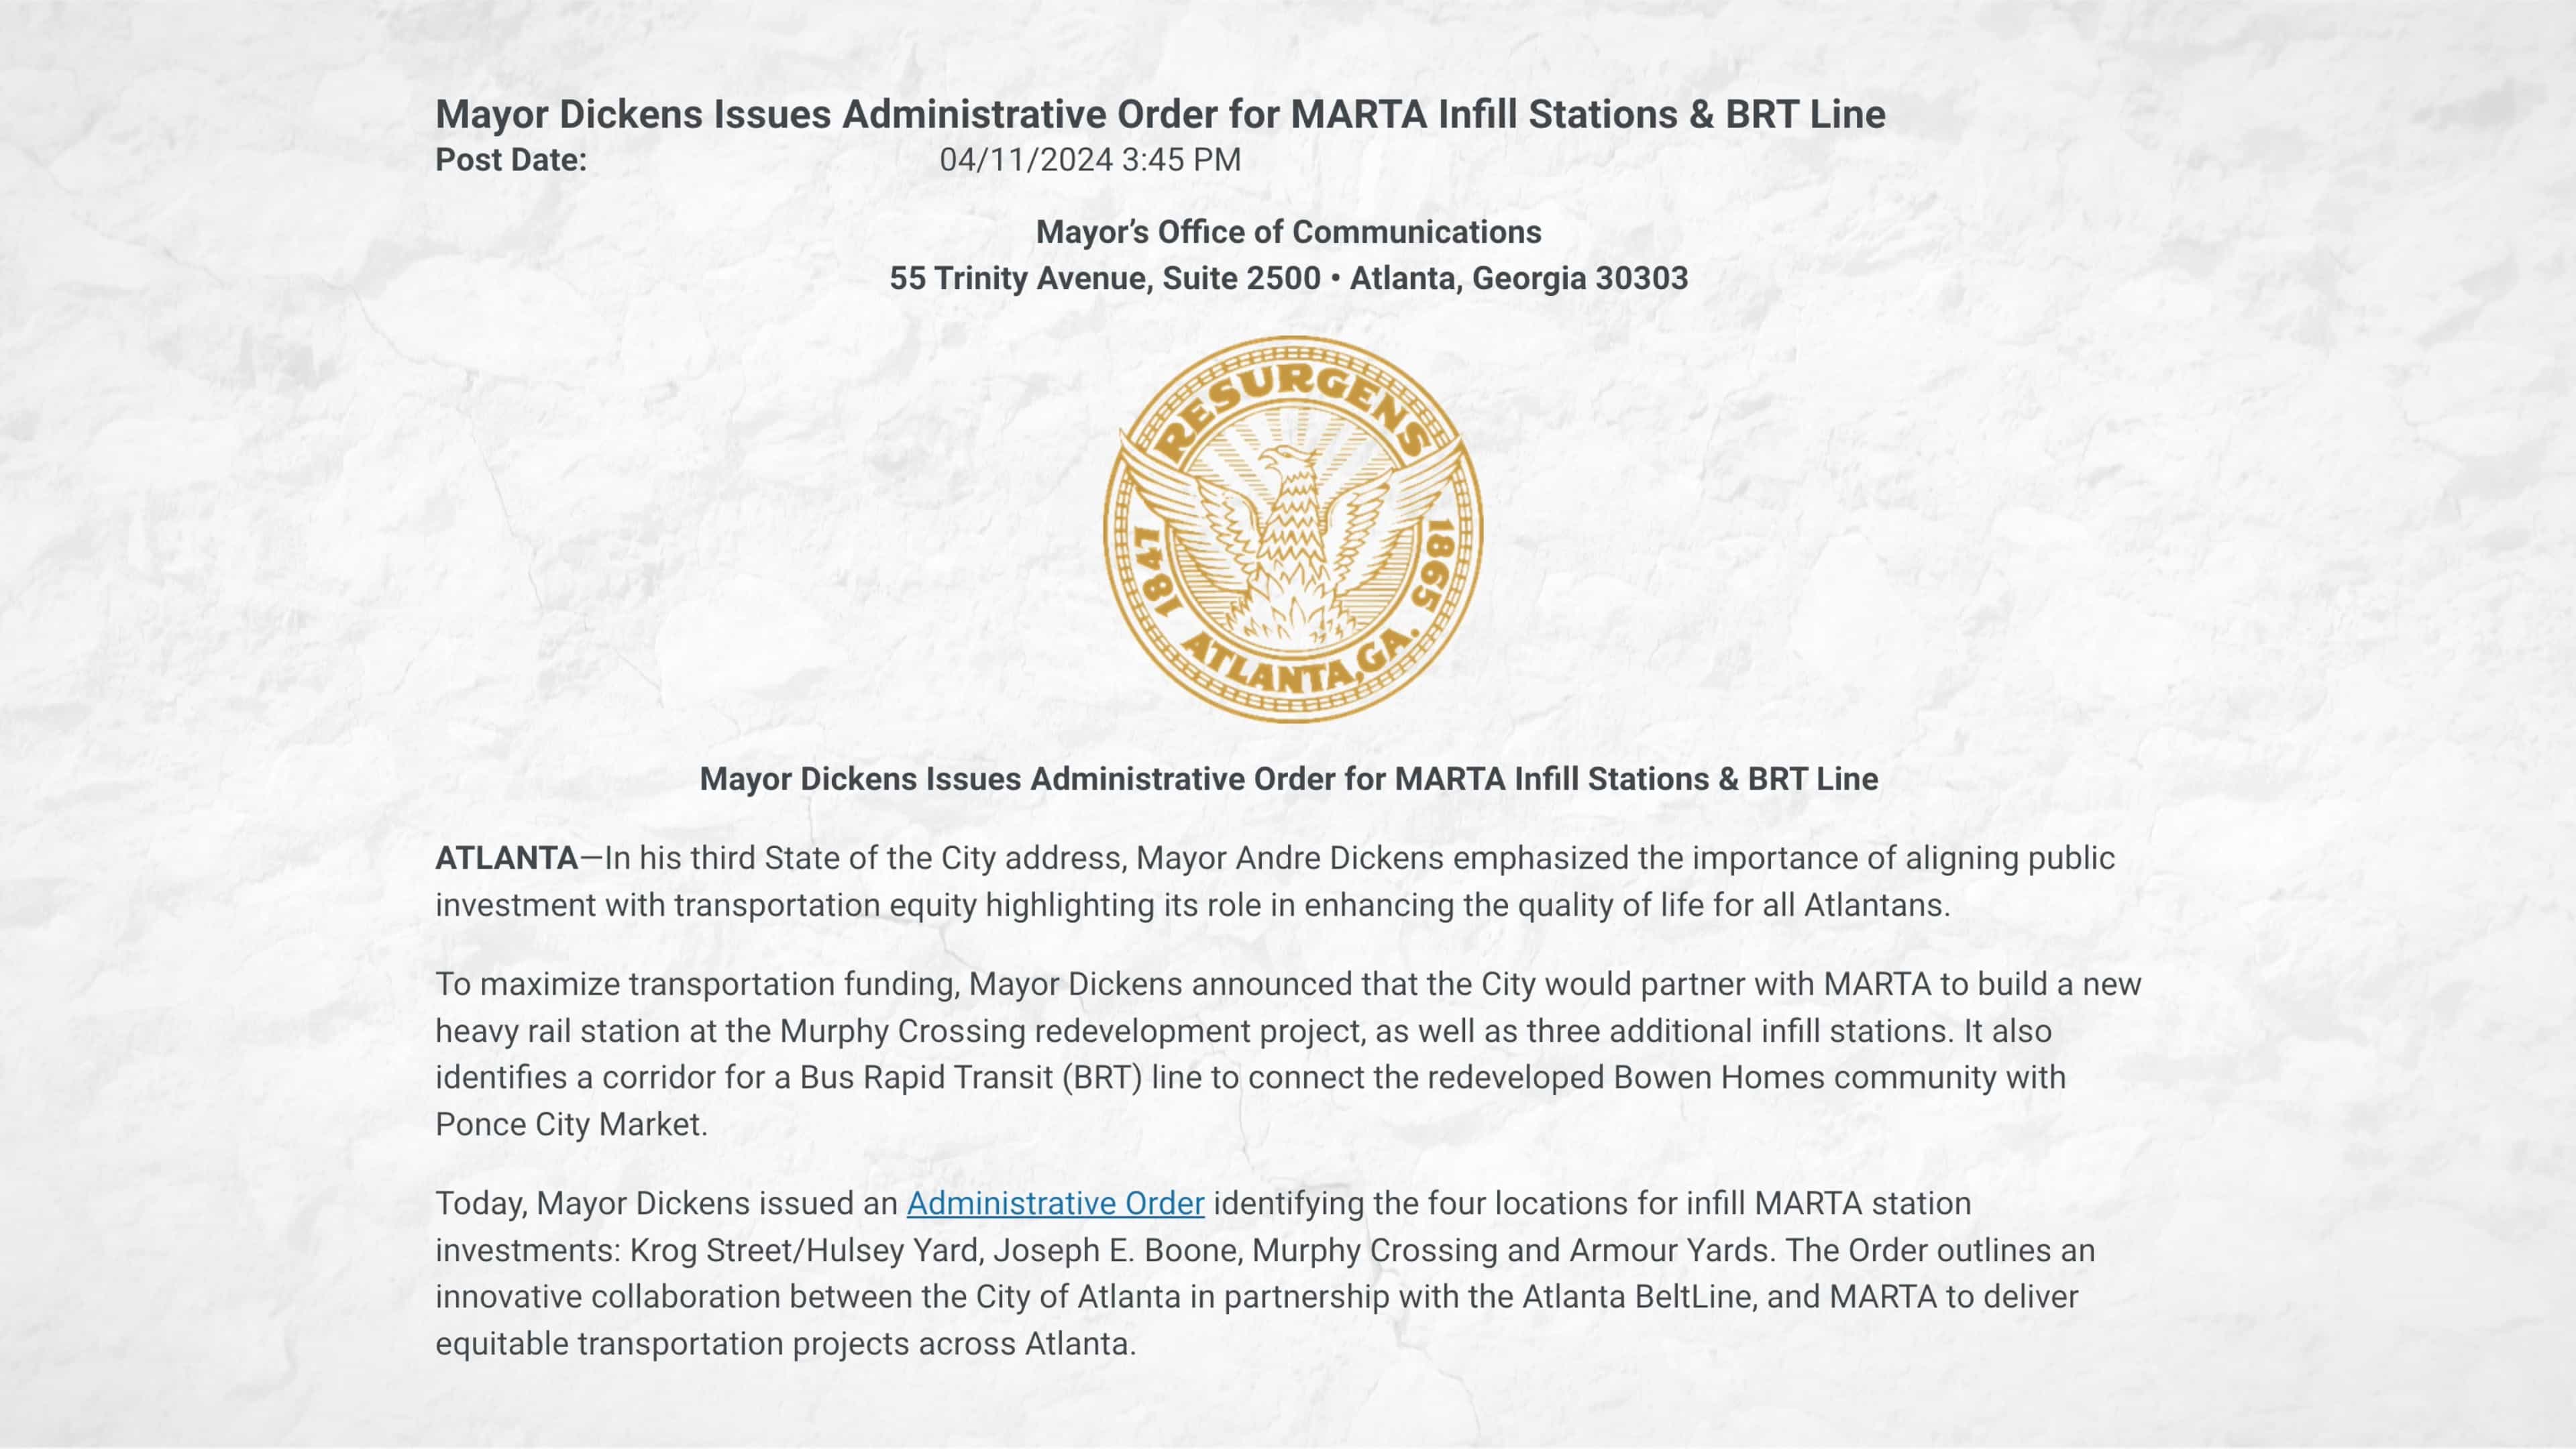 Mayor Dickens Issues Administrative Order for MARTA Infill Stations & BRT Line
Post Date: 04/11/2024 3:45 PM
Mayor’s Office of Communications
55 Trinity Avenue, Suite 2500 • Atlanta, Georgia 30303
RESURGENS
1847 1865
ATLANTA,GA.
Mayor Dickens Issues Administrative Order for MARTA Infill Stations & BRT Line
ATLANTA—In his third State of the City address, Mayor Andre Dickens emphasized the importance of aligning public
investment with transportation equity highlighting its role in enhancing the quality of life for all Atlantans.
To maximize transportation funding, Mayor Dickens announced that the City would partner with MARTA to build a new
heavy rail station at the Murphy Crossing redevelopment project, as well as three additional infill stations. It also
identifies a corridor for a Bus Rapid Transit (BRT) line to connect the redeveloped Bowen Homes community with
Ponce City Market.
Today, Mayor Dickens issued an Administrative Order identifying the four locations for infill MARTA station
investments: Krog Street/Hulsey Yard, Joseph E. Boone, Murphy Crossing and Armour Yards. The Order outlines an
innovative collaboration between the City of Atlanta in partnership with the Atlanta BeltLine, and MARTA to deliver
equitable transportation projects across Atlanta.